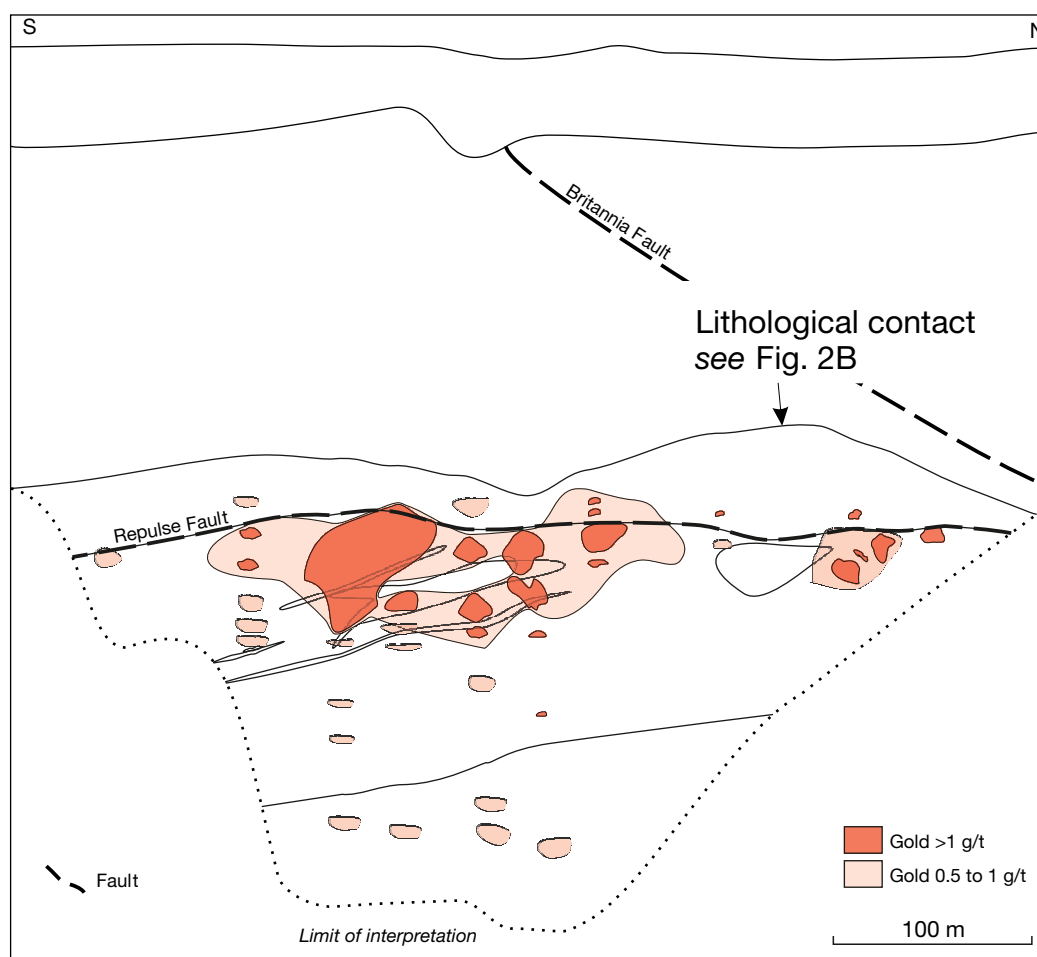 S
N
Britannia Fault
Lithological contact
see Fig. 2B
Repulse Fault
Gold >1 g/t
Gold 0.5 to 1 g/t
Fault
Limit of interpretation
100 m